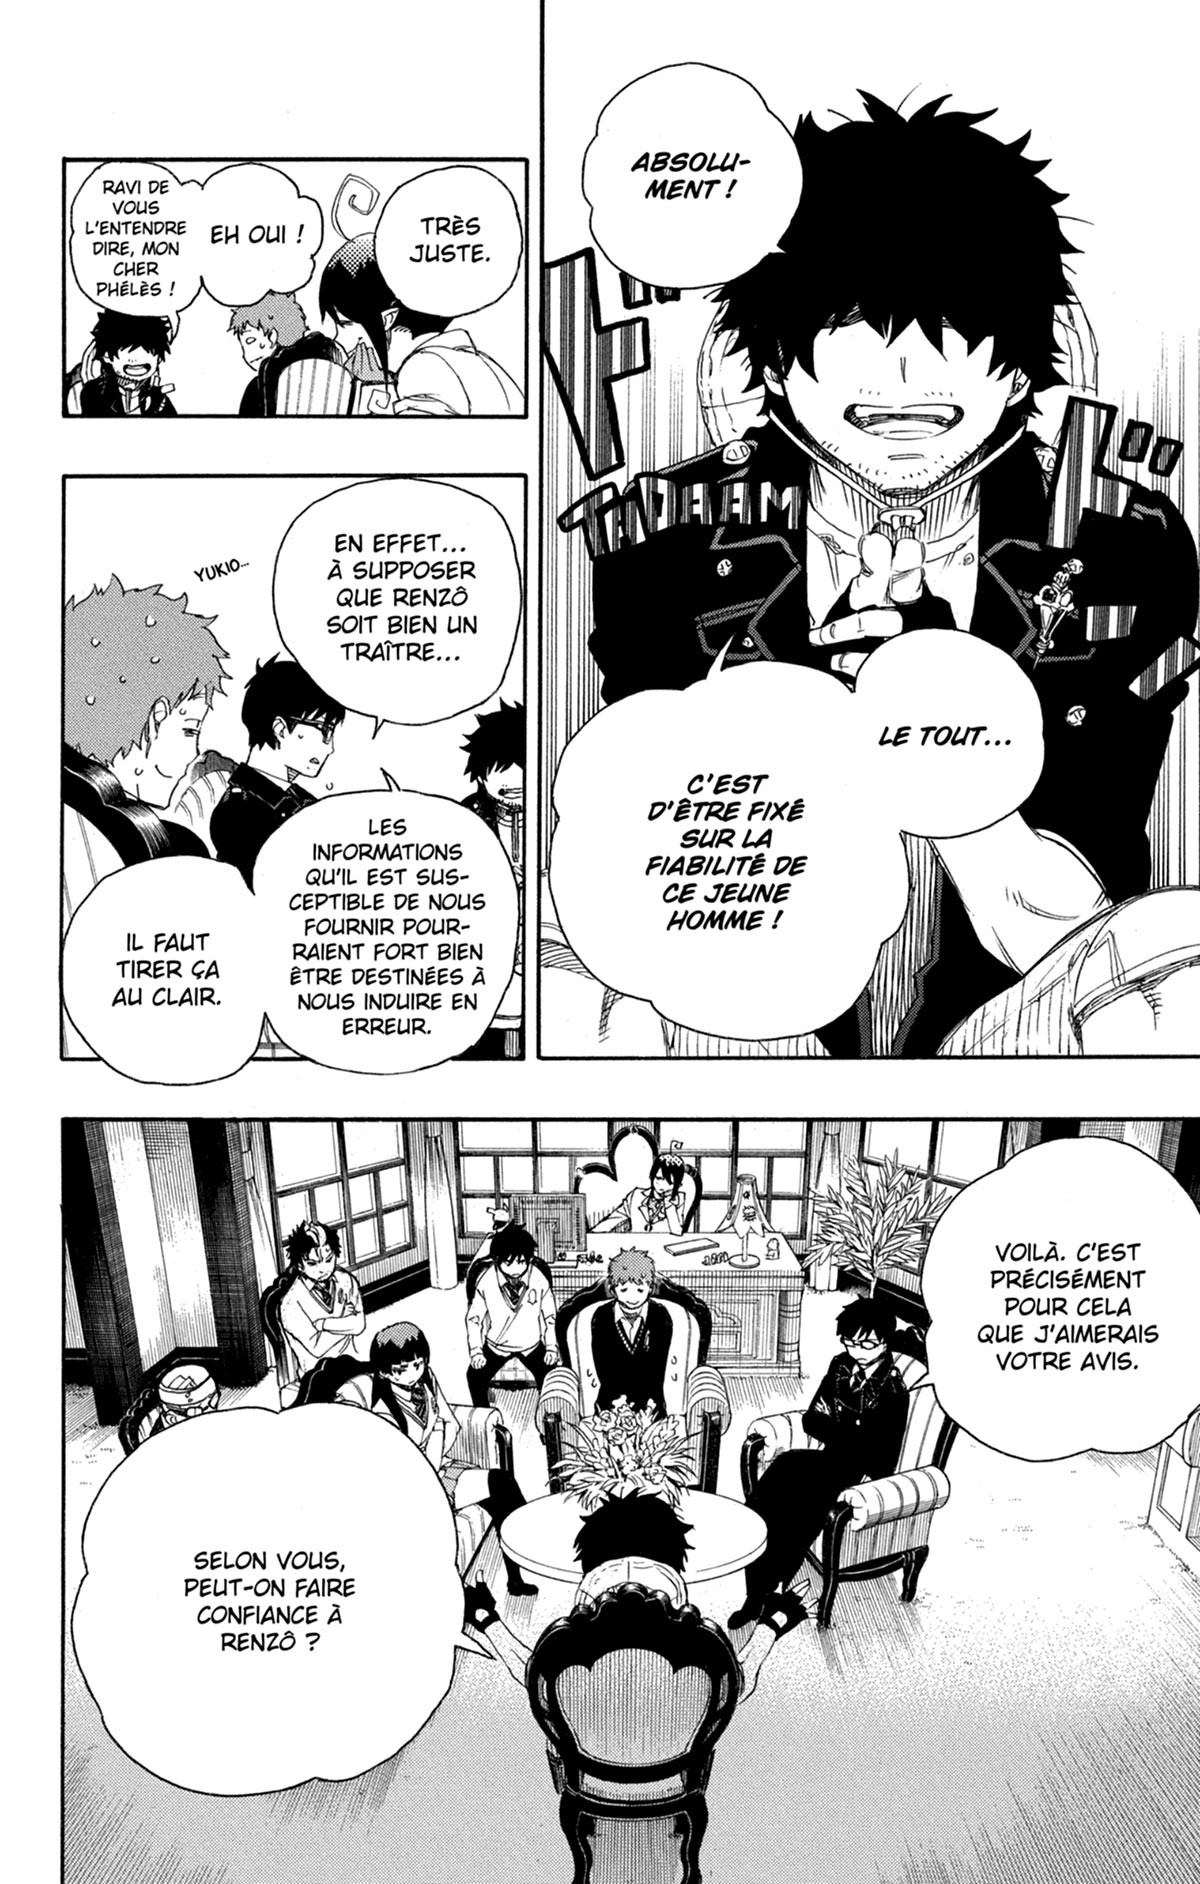 ABSOLU-
MENT !
TADAAAM
LE TOUT...
C'EST
D'ÊTRE FIXÉ
SUR LA
FIABILITÉ DE
CE JEUNE
HOMME !
TRÈS
JUSTE.
EH OUI !
RAVI DE
VOUS
L'ENTENDRE
DIRE, MON
CHER
PHÉLÈS !
EN EFFET...
À SUPPOSER
QUE RENZÔ
SOIT BIEN UN
TRAÎTRE...
YUKIO...
LES
INFORMATIONS
QU'IL EST SUS-
CEPTIBLE DE NOUS
FOURNIR POUR-
RAIENT FORT BIEN
ÊTRE DESTINÉES À
NOUS INDUIRE EN
ERREUR.
IL FAUT
TIRER ÇA
AU CLAIR.
VOILÀ. C'EST
PRÉCISÉMENT
POUR CELA
QUE J'AIMERAIS
VOTRE AVIS.
SELON VOUS,
PEUT-ON FAIRE
CONFIANCE À
RENZÔ ?